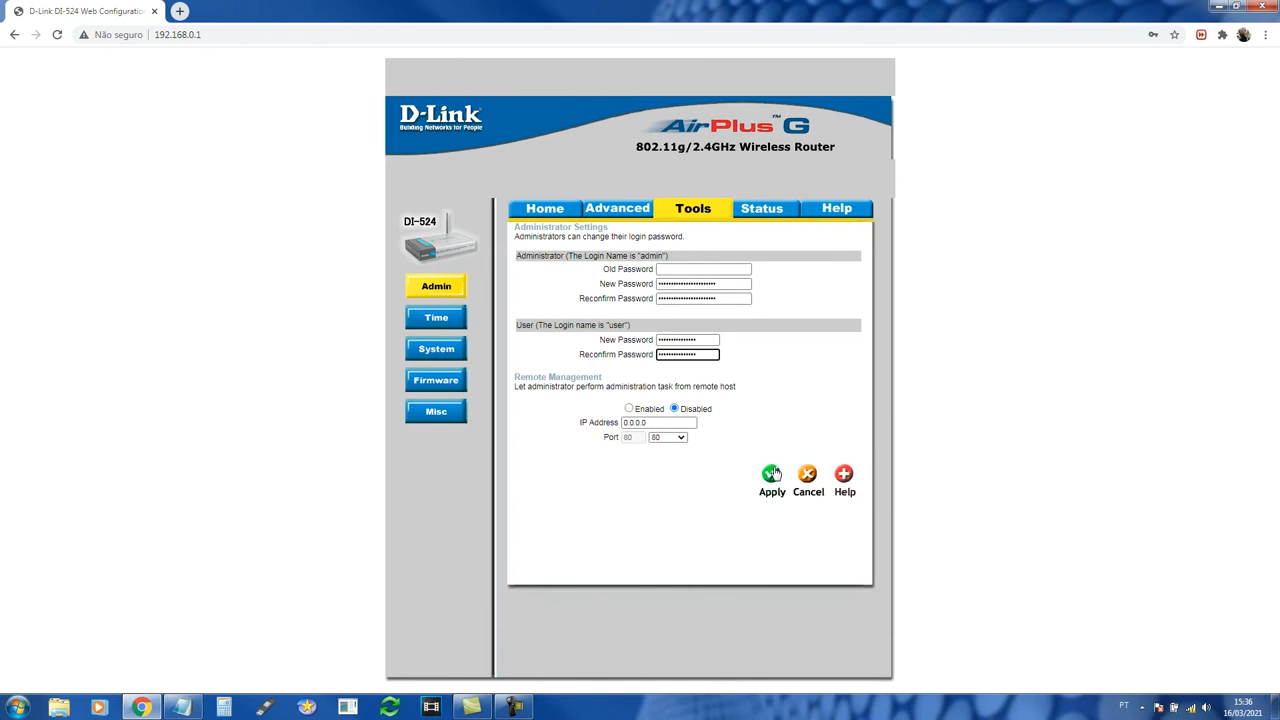 D-Link DI-524 Web Configuratio
Não seguro
192.168.0.1
D-Link
Building Networks for People
AirPlus™ G
802.11g/2.4GHz Wireless Router
DI-524
Home
Advanced
Tools
Status
Help
Admin
Time
System
Firmware
Misc
Administrator Settings
Administrators can change their login password.
Administrator (The Login Name is "admin")
Old Password
New Password
Reconfirm Password
User (The Login name is "user")
New Password
Reconfirm Password
Remote Management
Let administrator perform administration task from remote host
Enabled Disabled
IP Address 0.0.0.0
Port 80 80
Apply Cancel Help
PT
15:36
16/03/2021